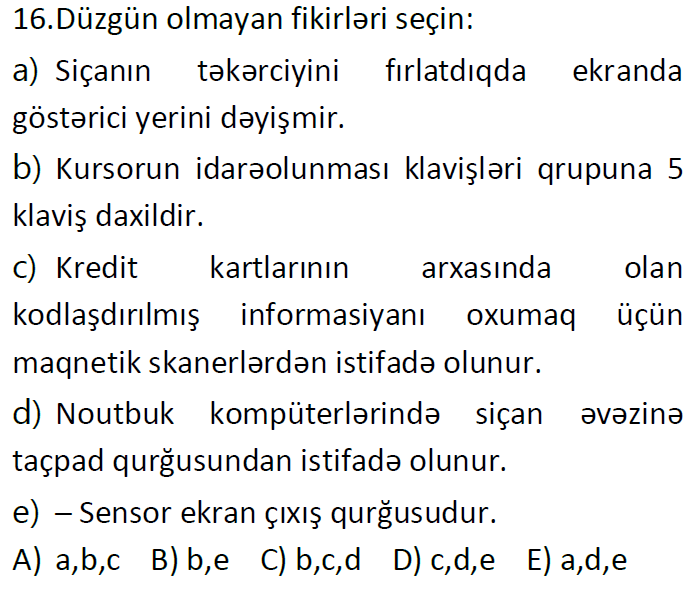 16.Düzgün olmayan fikirləri seçin:
a) Siçanın təkərciyini fırlatdıqda ekranda
göstərici yerini dəyişmir.
b) Kursorun idarəolunması klavişləri qrupuna 5
klaviş daxildir.
c) Kredit kartlarının arxasında olan
kodlaşdırılmış informasiyanı oxumaq üçün
maqnetik skanerlərdən istifadə olunur.
d) Noutbuk kompüterlərində siçan əvəzinə
taçpad qurğusundan istifadə olunur.
e) – Sensor ekran çıxış qurğusudur.
A) a,b,c B) b,e C) b,c,d D) c,d,e E) a,d,e